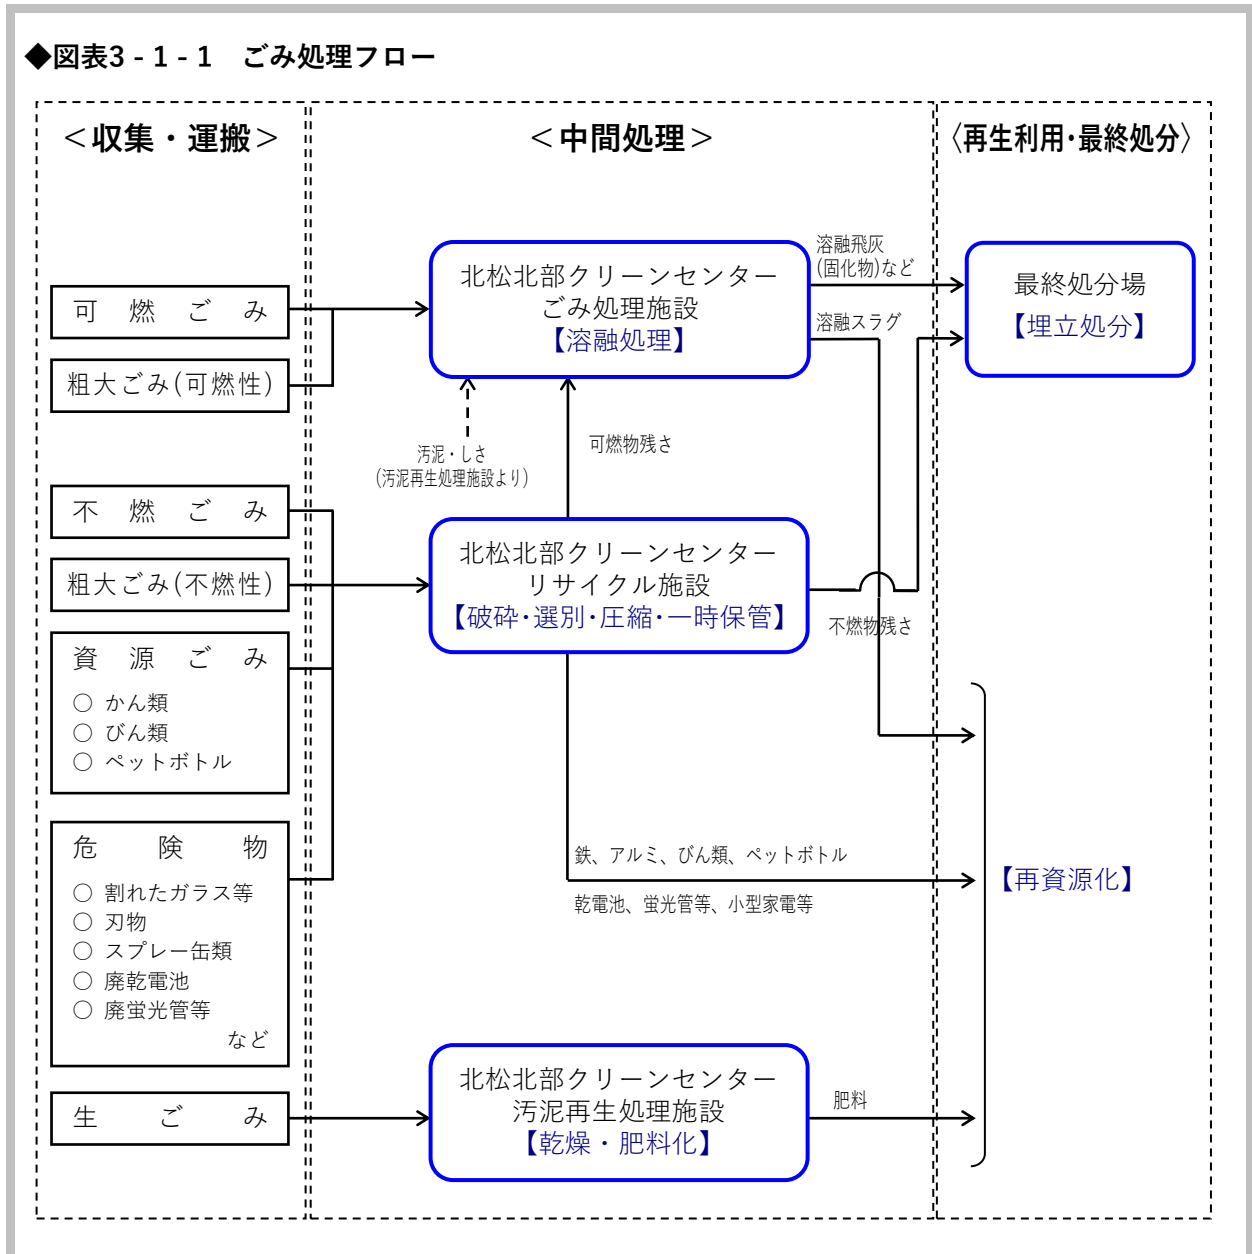 ◆図表3-1-1　ごみ処理フロー
＜収集・運搬＞
＜中間処理＞
〈再生利用・最終処分〉
可燃ごみ
粗大ごみ(可燃性)
不燃ごみ
粗大ごみ(不燃性)
資源ごみ
○ かん類
○ びん類
○ ペットボトル
危険物
○ 割れたガラス等
○ 刃物
○ スプレー缶類
○ 廃乾電池
○ 廃蛍光管等
など
生ごみ
北松北部クリーンセンター
ごみ処理施設
【溶融処理】
汚泥・しさ
(汚泥再生処理施設より)
可燃物残さ
北松北部クリーンセンター
リサイクル施設
【破砕・選別・圧縮・一時保管】
鉄、アルミ、びん類、ペットボトル
乾電池、蛍光管等、小型家電等
北松北部クリーンセンター
汚泥再生処理施設
【乾燥・肥料化】
溶融飛灰
(固化物)など
溶融スラグ
不燃物残さ
肥料
最終処分場
【埋立処分】
【再資源化】